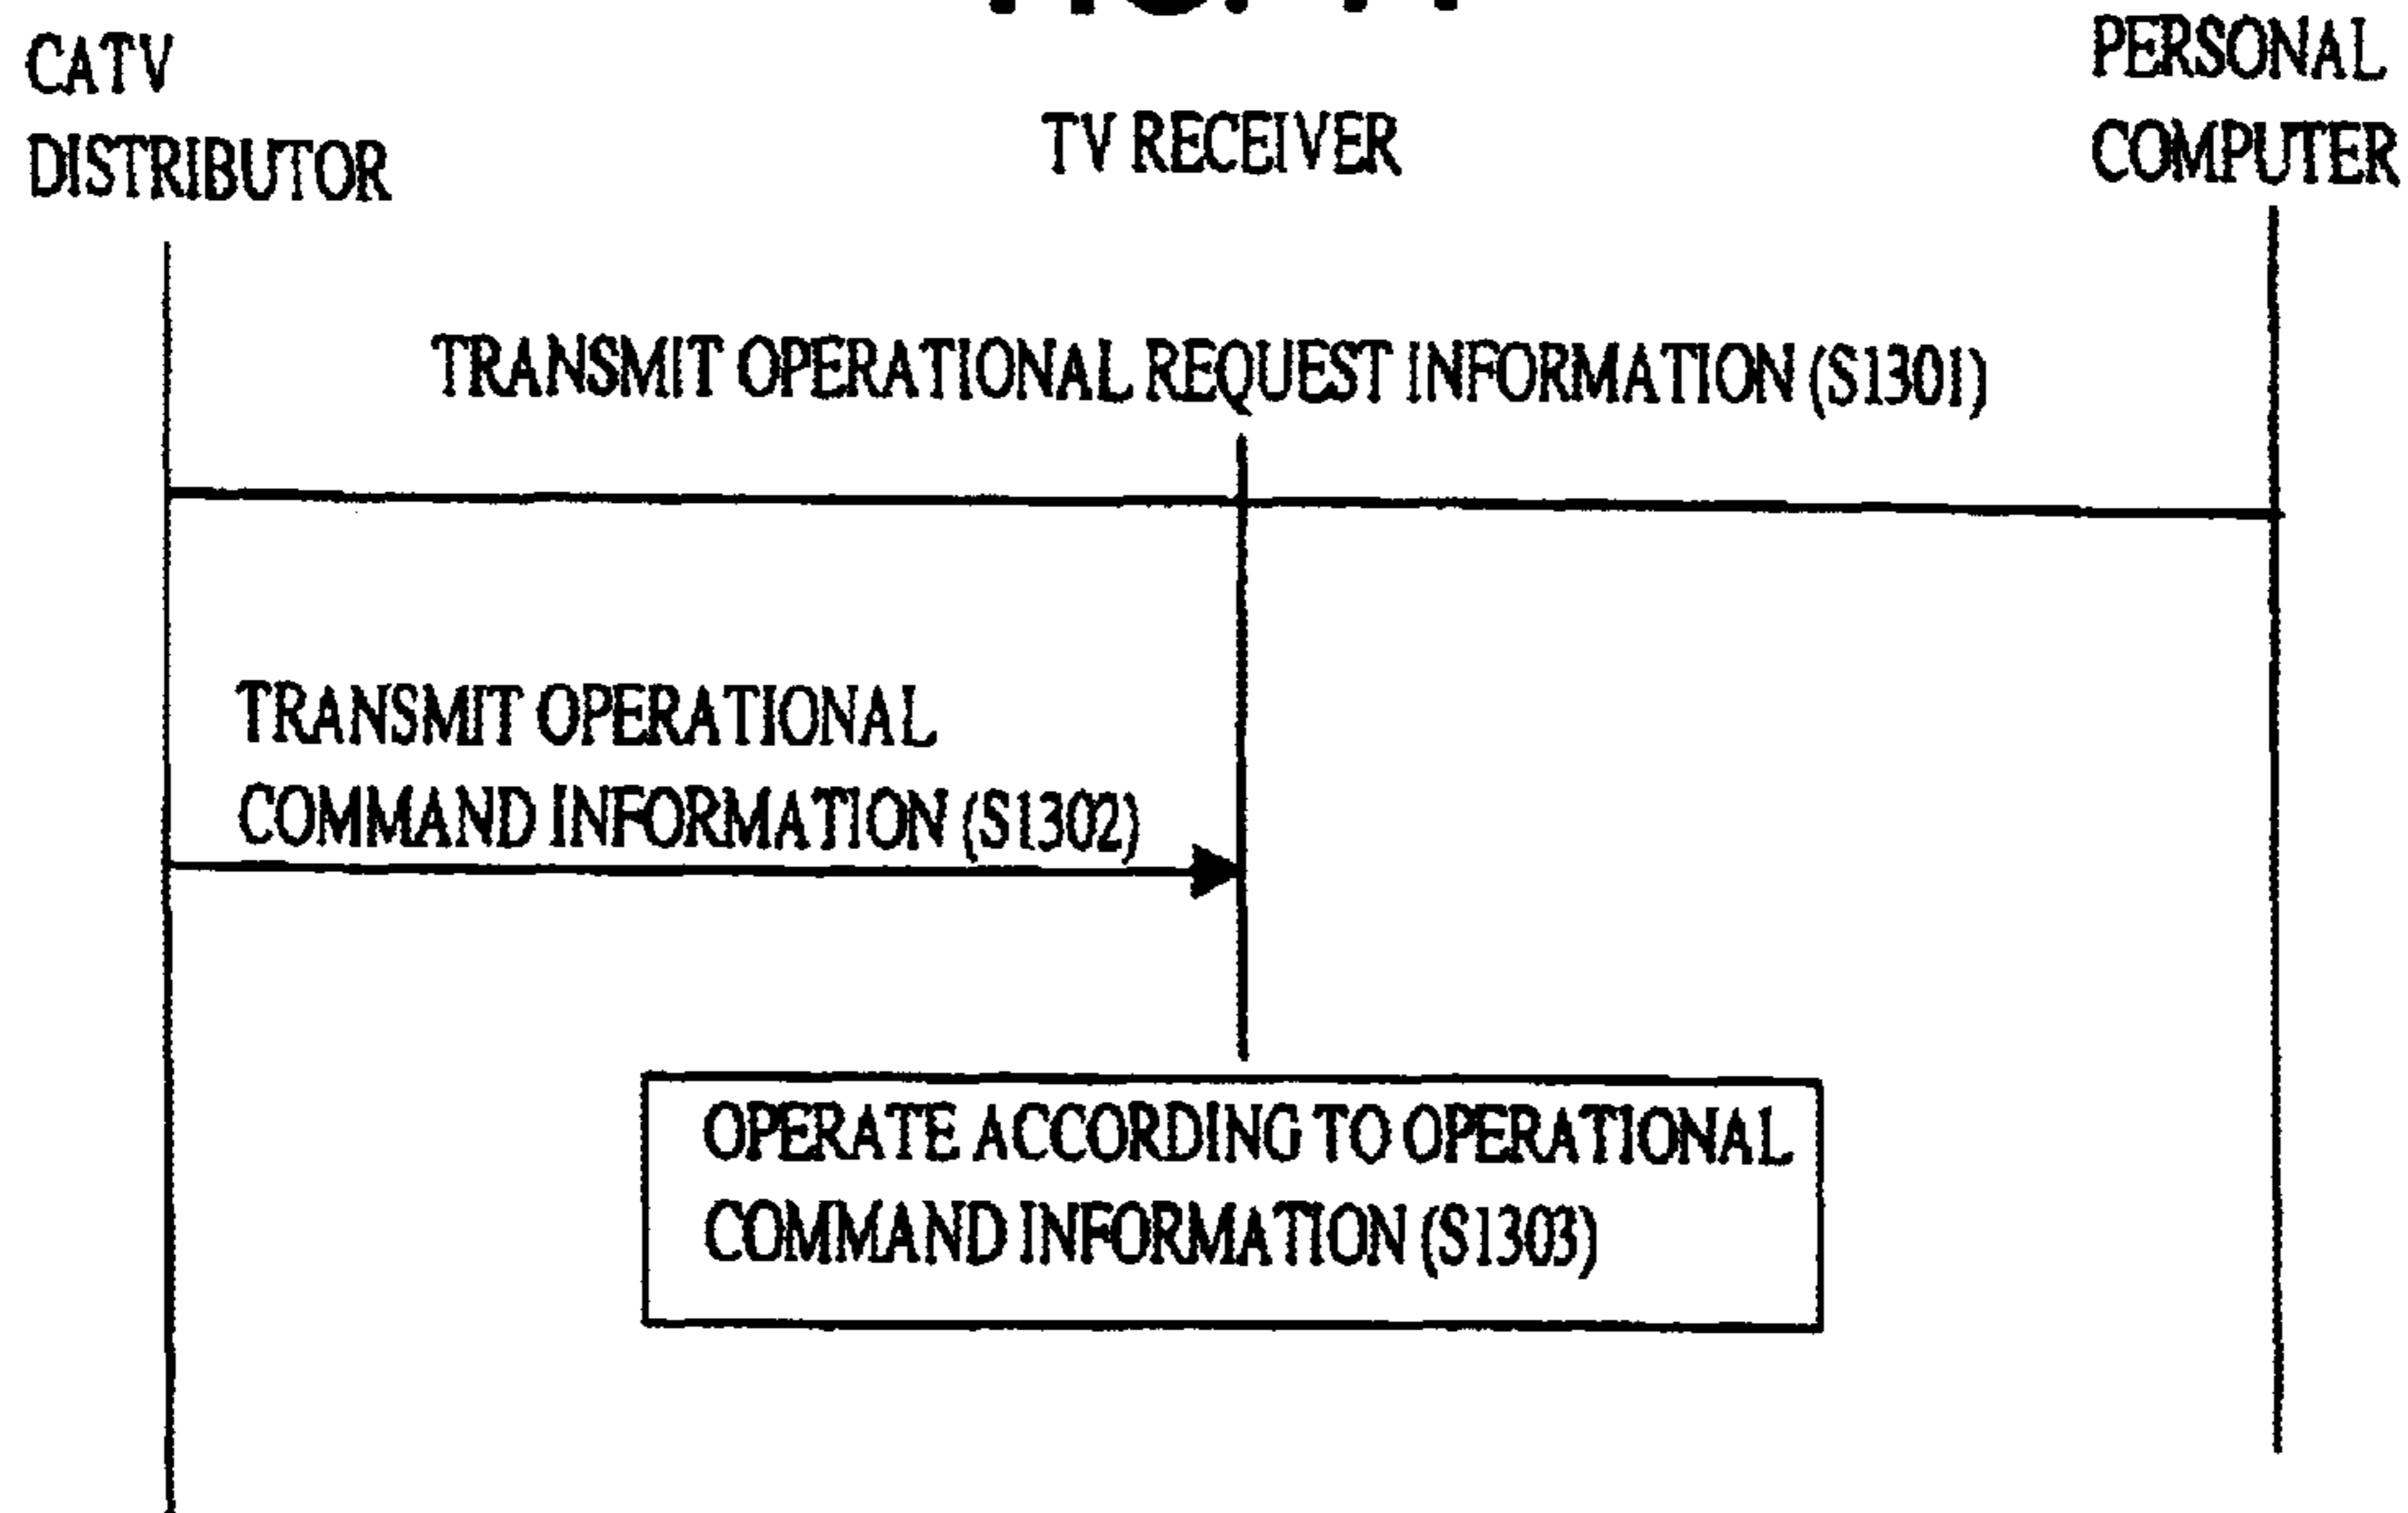 CATV
DISTRIBUTOR
TV RECEIVER
PERSONAL
COMPUTER
TRANSMIT OPERATIONAL REQUEST INFORMATION (S1301)
TRANSMIT OPERATIONAL
COMMAND INFORMATION (S1302)
OPERATE ACCORDING TO OPERATIONAL
COMMAND INFORMATION (S1303)